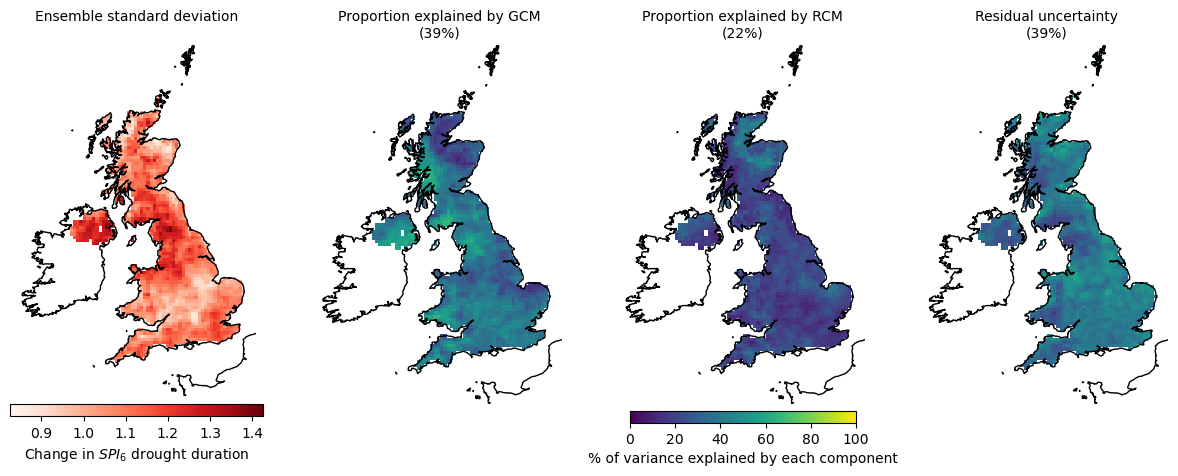 Ensemble standard deviation
Proportion explained by GCM
(39%)
Proportion explained by RCM
(22%)
Residual uncertainty
(39%)
0.9 1.0 1.1 1.2 1.3 1.4
Change in SPI₆ drought duration
0 20 40 60 80 100
% of variance explained by each component